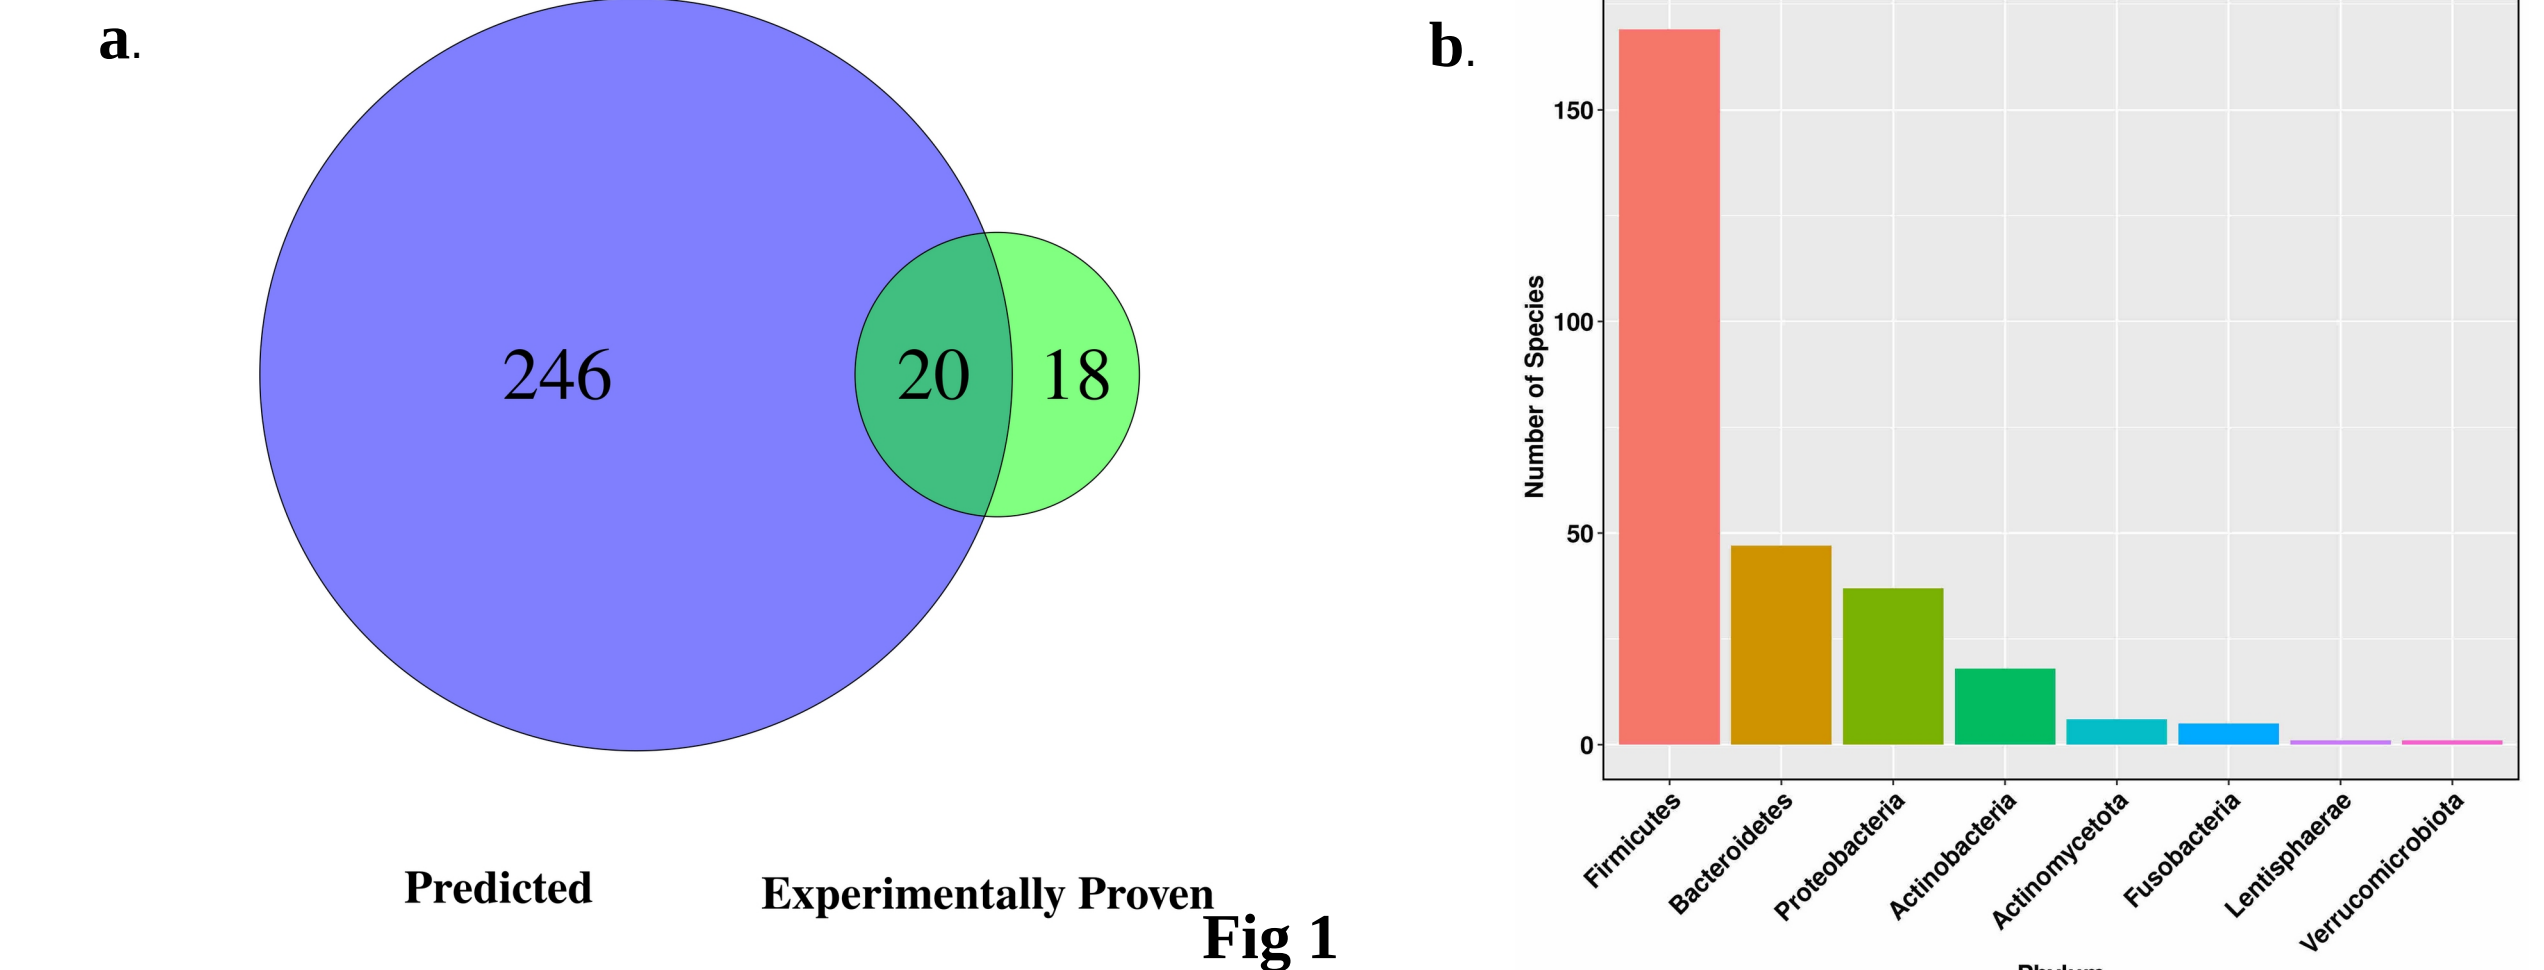 a.
246
20
18
Predicted
Experimentally Proven
Fig 1
b.
Number of Species
150
100
50
0
Firmicutes
Bacteroidetes
Proteobacteria
Actinobacteria
Actinomycetota
Fusobacteria
Lentisphaerae
Verrucomicrobiota